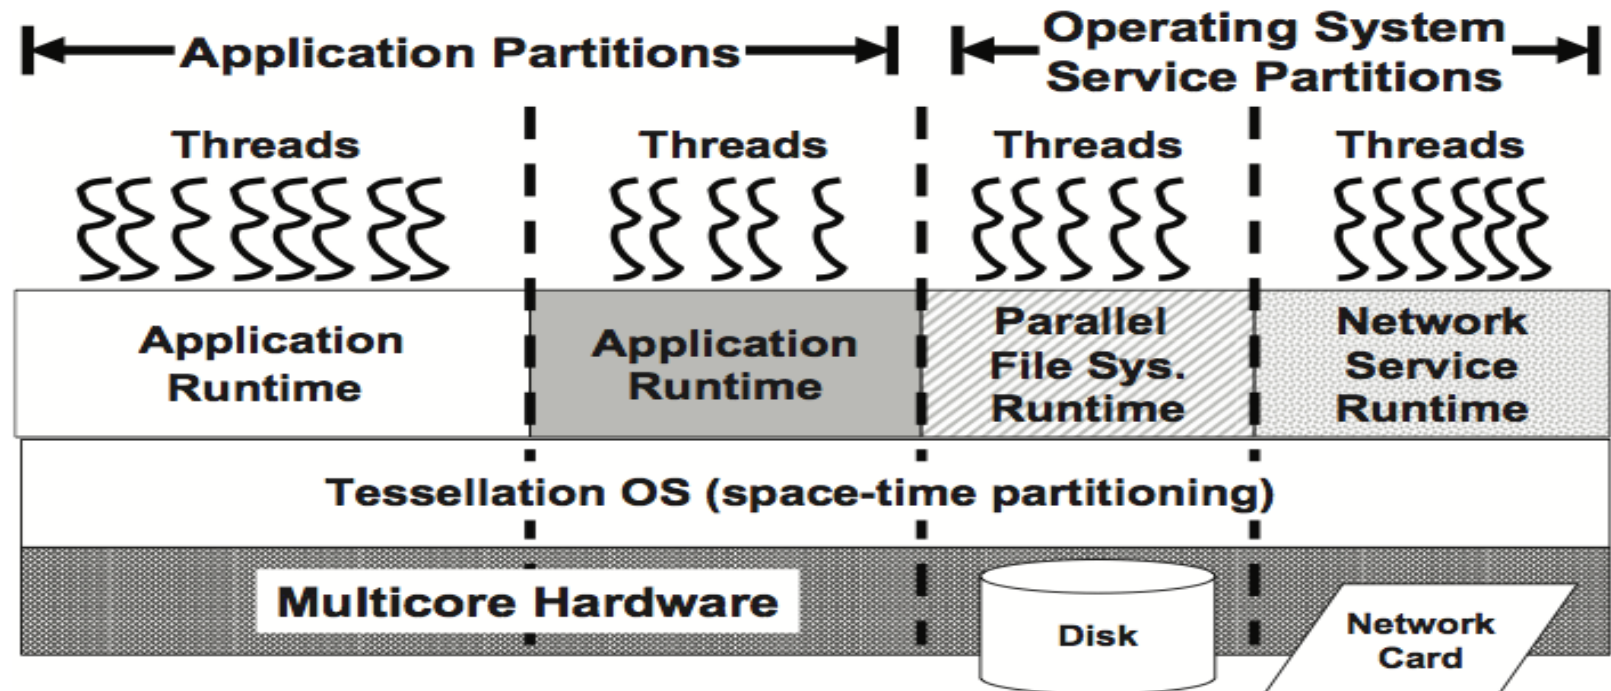 Application Partitions
Operating System
Service Partitions
Threads
Threads
Threads
Threads
Application
Runtime
Application
Runtime
Parallel
File Sys.
Runtime
Network
Service
Runtime
Tessellation OS (space-time partitioning)
Multicore Hardware
Disk
Network
Card